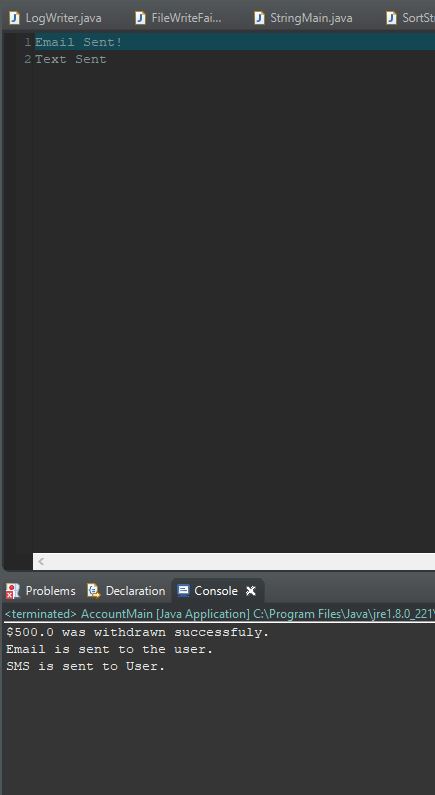 LogWriter.java FileWriteFai... StringMain.java SortSt
1 Email Sent!
2 Text Sent
Problems Declaration Console
<terminated> AccountMain [Java Application] C:\Program Files\Java\jre1.8.0_221\
$500.0 was withdrawn successfuly.
Email is sent to the user.
SMS is sent to User.